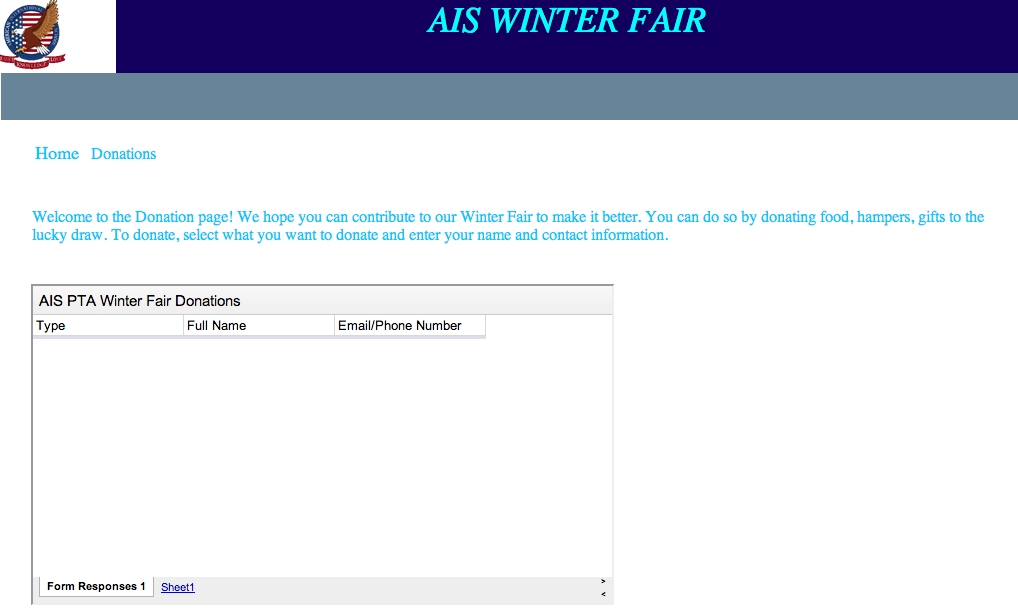 AIS WINTER FAIR
Home Donations
Welcome to the Donation page! We hope you can contribute to our Winter Fair to make it better. You can do so by donating food, hampers, gifts to the
lucky draw. To donate, select what you want to donate and enter your name and contact information.
AIS PTA Winter Fair Donations
Type Full Name Email/Phone Number
Form Responses 1 Sheet1